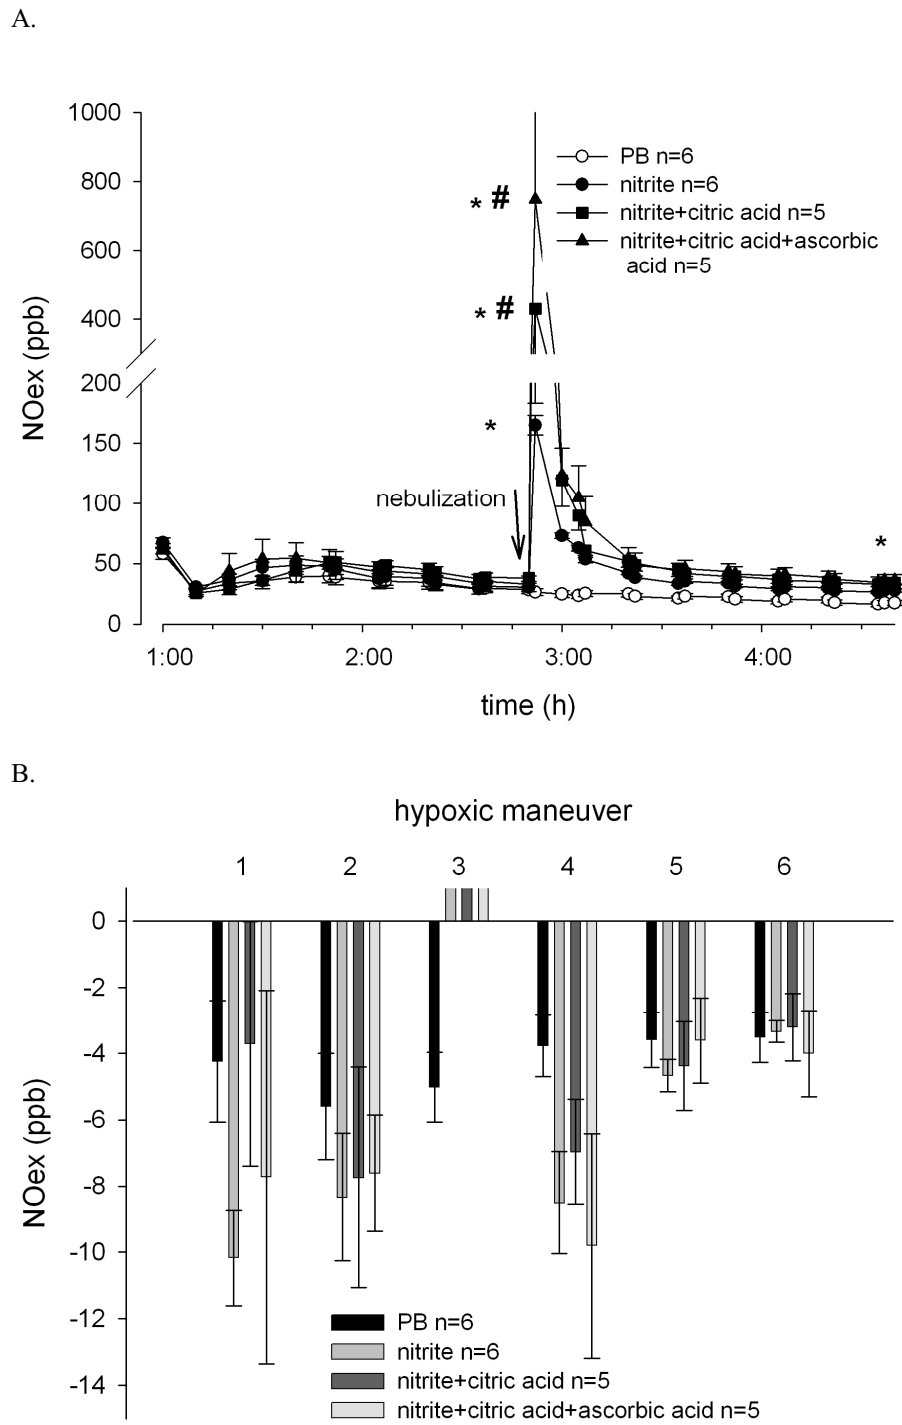 A.
1000
800
600
400
200
150
100
50
0
NOex (ppb)
PB n=6
nitrite n=6
nitrite+citric acid n=5
nitrite+citric acid+ascorbic
acid n=5
* #
* #
*
nebulization
*
1:00 2:00 3:00 4:00
time (h)
B.
hypoxic maneuver
1 2 3 4 5 6
0
-2
-4
-6
-8
-10
-12
-14
NOex (ppb)
PB n=6
nitrite n=6
nitrite+citric acid n=5
nitrite+citric acid+ascorbic acid n=5